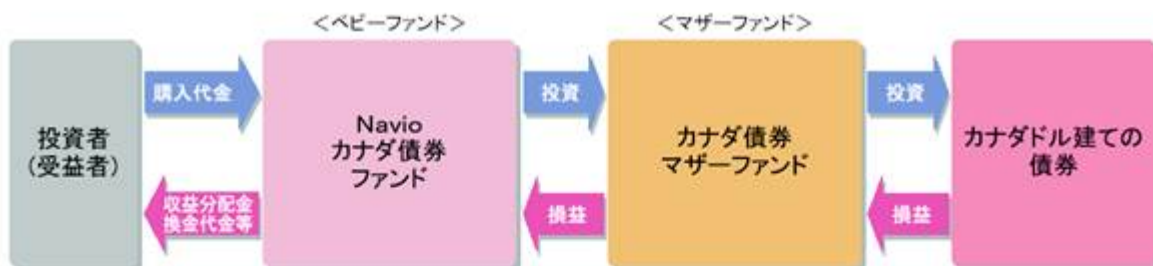 <ベビーファンド>
<マザーファンド>
投資者
(受益者)
購入代金
収益分配金
換金代金等
Navio
カナダ債券
ファンド
投資
損益
カナダ債券
マザーファンド
投資
損益
カナダドル建ての
債券